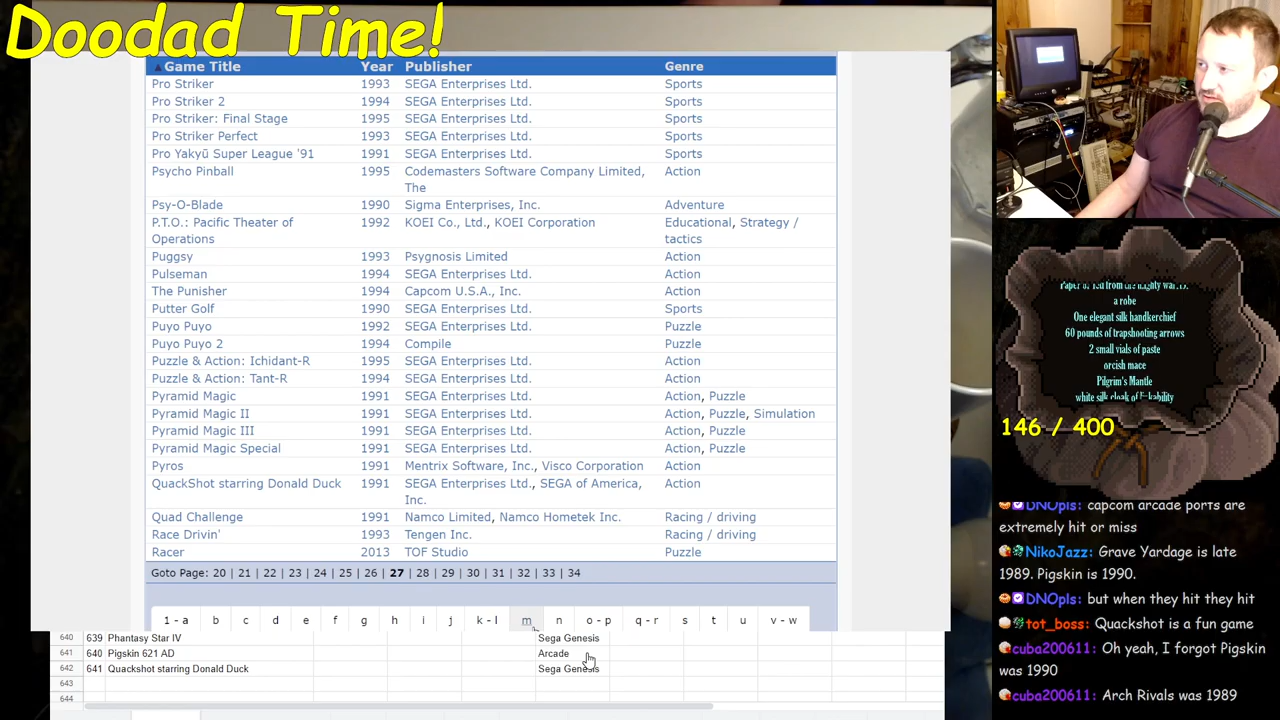 Doodad Time!
▲Game Title Year Publisher Genre
Pro Striker 1993 SEGA Enterprises Ltd. Sports
Pro Striker 2 1994 SEGA Enterprises Ltd. Sports
Pro Striker: Final Stage 1995 SEGA Enterprises Ltd. Sports
Pro Striker Perfect 1993 SEGA Enterprises Ltd. Sports
Pro Yakyū Super League '91 1991 SEGA Enterprises Ltd. Sports
Psycho Pinball 1995 Codemasters Software Company Limited, Action
The
Psy-O-Blade 1990 Sigma Enterprises, Inc. Adventure
P.T.O.: Pacific Theater of 1992 KOEI Co., Ltd., KOEI Corporation Educational, Strategy /
Operations tactics
Puggsy 1993 Psygnosis Limited Action
Pulseman 1994 SEGA Enterprises Ltd. Action
The Punisher 1994 Capcom U.S.A., Inc. Action
Putter Golf 1990 SEGA Enterprises Ltd. Sports
Puyo Puyo 1992 SEGA Enterprises Ltd. Puzzle
Puyo Puyo 2 1994 Compile Puzzle
Puzzle & Action: Ichidant-R 1995 SEGA Enterprises Ltd. Action
Puzzle & Action: Tant-R 1994 SEGA Enterprises Ltd. Action
Pyramid Magic 1991 SEGA Enterprises Ltd. Action, Puzzle
Pyramid Magic II 1991 SEGA Enterprises Ltd. Action, Puzzle, Simulation
Pyramid Magic III 1991 SEGA Enterprises Ltd. Action, Puzzle
Pyramid Magic Special 1991 SEGA Enterprises Ltd. Action, Puzzle
Pyros 1991 Mentrix Software, Inc., Visco Corporation Action
QuackShot starring Donald Duck 1991 SEGA Enterprises Ltd., SEGA of America, Action
Inc.
Quad Challenge 1991 Namco Limited, Namco Hometek Inc. Racing / driving
Race Drivin' 1993 Tengen Inc. Racing / driving
Racer 2013 TOF Studio Puzzle
Goto Page: 20 | 21 | 22 | 23 | 24 | 25 | 26 | 27 | 28 | 29 | 30 | 31 | 32 | 33 | 34
1 - a b c d e f g h i j k - l m n o - p q - r s t u v - w
640 639 Phantasy Star IV Sega Genesis
641 640 Pigskin 621 AD Arcade
642 641 Quackshot starring Donald Duck Sega Genesis
643
644
a robe
One elegant silk handkerchief
60 pounds of trapshooting arrows
2 small vials of paste
orcish mace
Pilgrim's Mantle
white silk cloak of
146 / 400
DNOpls: capcom arcade ports are
extremely hit or miss
NikoJazz: Grave Yardage is late
1989. Pigskin is 1990.
DNOpls: but when they hit they
hit
tot_boss: Quackshot is a fun game
cuba200611: Oh yeah, I forgot Pigskin
was 1990
cuba200611: Arch Rivals was 1989